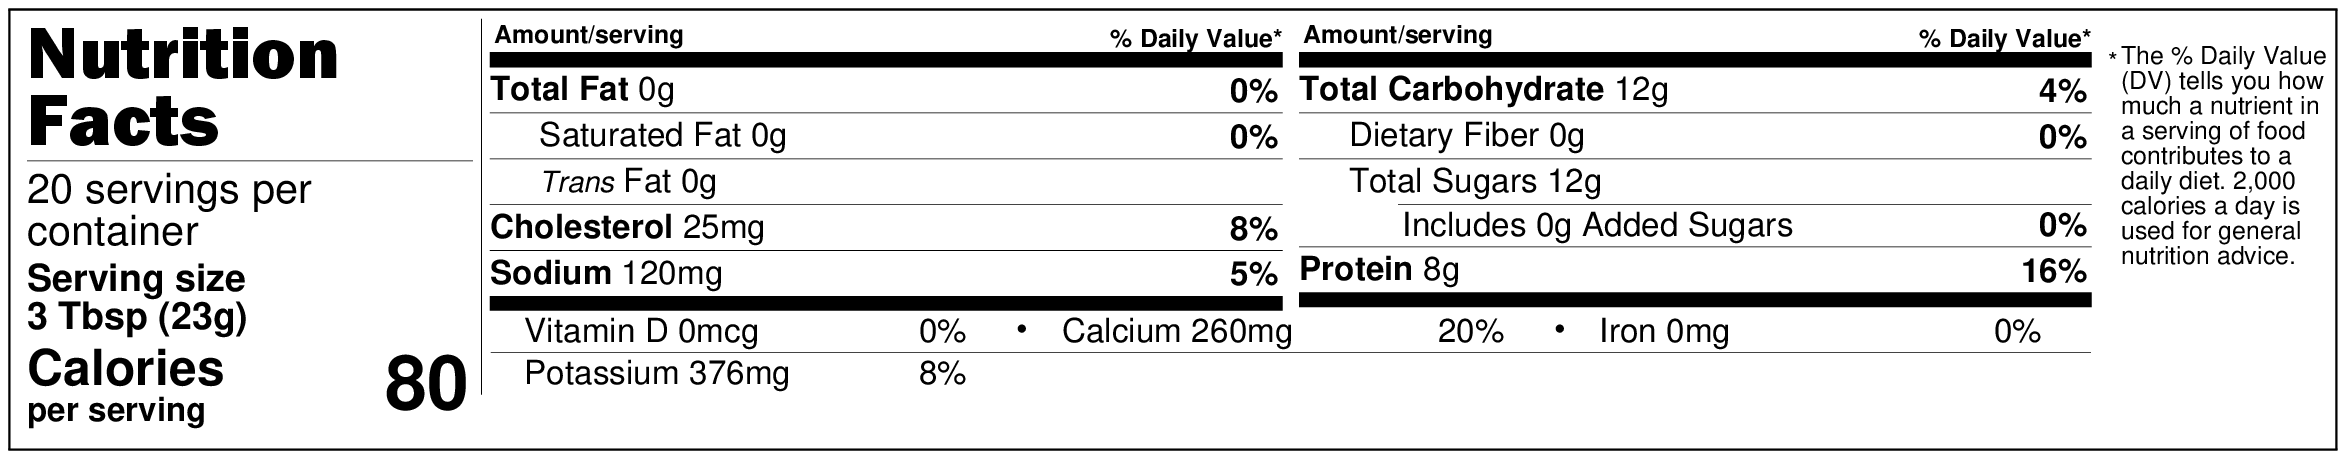 Nutrition
Facts
20 servings per
container
Serving size
3 Tbsp (23g)
Calories
per serving
80
Amount/serving % Daily Value*
Total Fat 0g 0%
Saturated Fat 0g 0%
Trans Fat 0g
Cholesterol 25mg 8%
Sodium 120mg 5%
Amount/serving % Daily Value*
Total Carbohydrate 12g 4%
Dietary Fiber 0g 0%
Total Sugars 12g
Includes 0g Added Sugars 0%
Protein 8g 16%
Vitamin D 0mcg 0% • Calcium 260mg 20% • Iron 0mg 0%
Potassium 376mg 8%
* The % Daily Value
(DV) tells you how
much a nutrient in
a serving of food
contributes to a
daily diet. 2,000
calories a day is
used for general
nutrition advice.